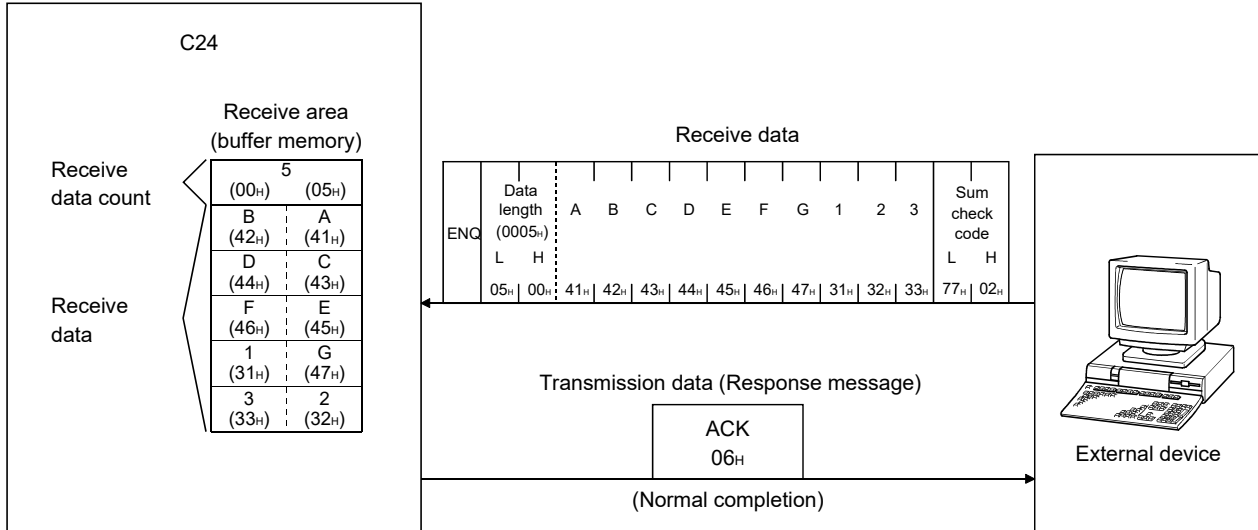 C24
Receive area
(buffer memory)
Receive
data count
5
(00H) (05H)
B A
(42H) (41H)
D C
(44H) (43H)
Receive
data
F E
(46H) (45H)
1 G
(31H) (47H)
3 2
(33H) (32H)
Receive data
ENQ
Data
length
(0005H)
L H
05H 00H
A B C D E F G 1 2 3
41H 42H 43H 44H 45H 46H 47H 31H 32H 33H
Sum
check
code
L H
77H 02H
Transmission data (Response message)
ACK
06H
(Normal completion)
External device